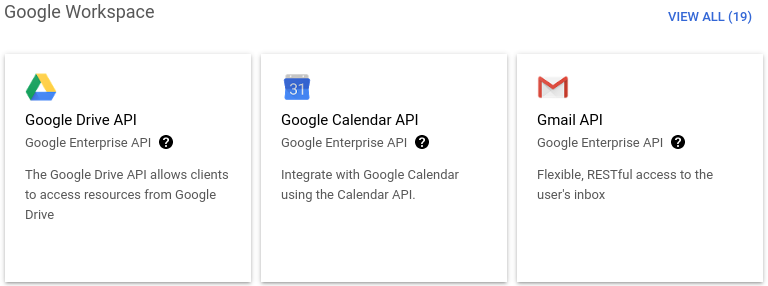 Google Workspace
VIEW ALL (19)
31
Google Drive API
Google Enterprise API ?
The Google Drive API allows clients
to access resources from Google
Drive
Google Calendar API
Google Enterprise API ?
Integrate with Google Calendar
using the Calendar API.
Gmail API
Google Enterprise API ?
Flexible, RESTful access to the
user's inbox